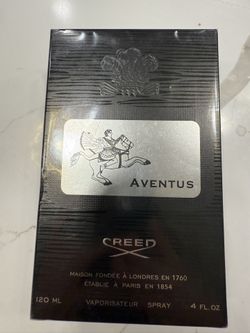 AVENTUS
CREED
MAISON FONDÉE À LONDRES EN 1760
ÉTABLIE À PARIS EN 1854
120 ML VAPORISATEUR SPRAY 4 FL.OZ